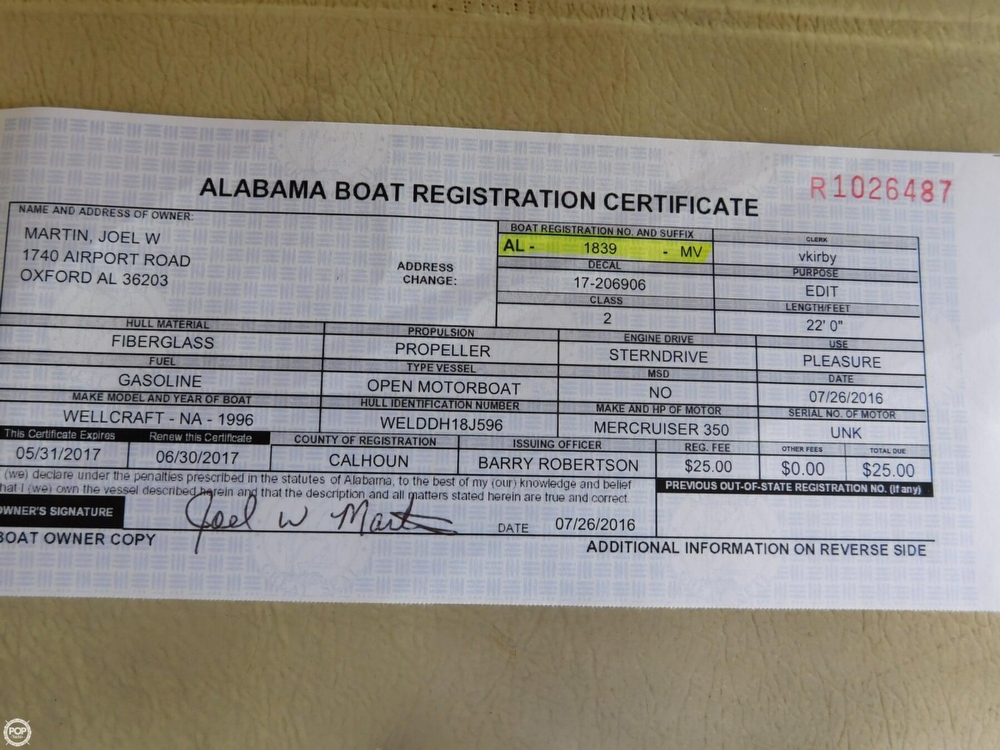 ALABAMA BOAT REGISTRATION CERTIFICATE
R1026487
NAME AND ADDRESS OF OWNER:
MARTIN, JOEL W
1740 AIRPORT ROAD
OXFORD AL 36203
ADDRESS
CHANGE:
BOAT REGISTRATION NO. AND SUFFIX
AL - 1839 - MV
DECAL
17-206906
CLASS
2
CLERK
vkirby
PURPOSE
EDIT
LENGTH/FEET
22' 0"
HULL MATERIAL
FIBERGLASS
PROPULSION
PROPELLER
ENGINE DRIVE
STERNDRIVE
USE
PLEASURE
FUEL
GASOLINE
TYPE VESSEL
OPEN MOTORBOAT
MSD
NO
DATE
07/26/2016
MAKE MODEL AND YEAR OF BOAT
WELLCRAFT - NA - 1996
HULL IDENTIFICATION NUMBER
WELDDH18J596
MAKE AND HP OF MOTOR
MERCRUISER 350
SERIAL NO. OF MOTOR
UNK
This Certificate Expires
05/31/2017
Renew this Certificate
06/30/2017
COUNTY OF REGISTRATION
CALHOUN
ISSUING OFFICER
BARRY ROBERTSON
REG. FEE
$25.00
OTHER FEES
$0.00
TOTAL DUE
$25.00
(we) declare under the penalties prescribed in the statutes of Alabama, to the best of my (our) knowledge and belief
hat I (we) own the vessel described herein and that the description and all matters stated herein are true and correct
PREVIOUS OUT-OF-STATE REGISTRATION NO. (If any)
OWNER'S SIGNATURE
Joel W Martin
DATE 07/26/2016
BOAT OWNER COPY
ADDITIONAL INFORMATION ON REVERSE SIDE
POP